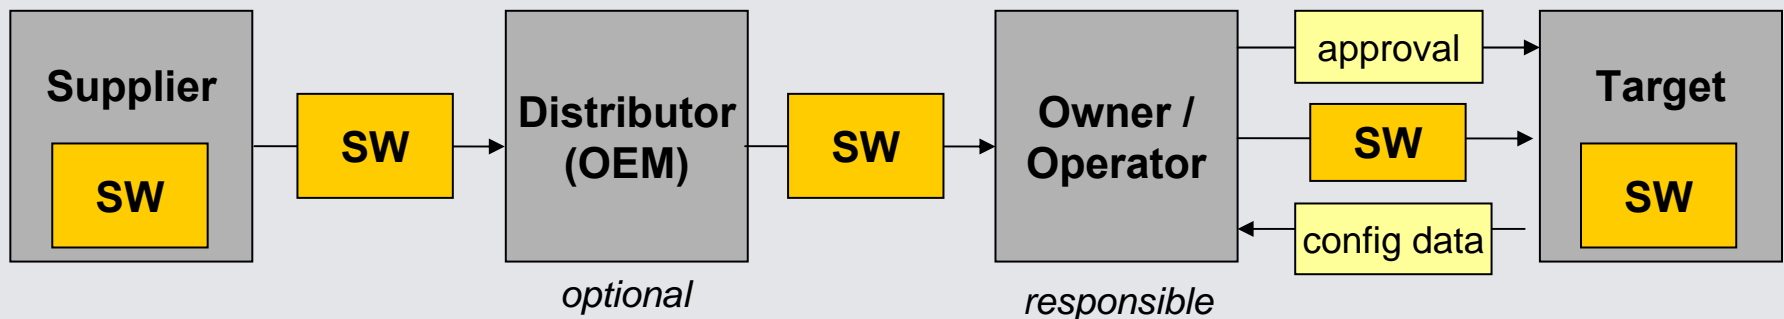 Supplier
SW
SW
Distributor
(OEM)
optional
SW
Owner /
Operator
responsible
approval
SW
config data
Target
SW